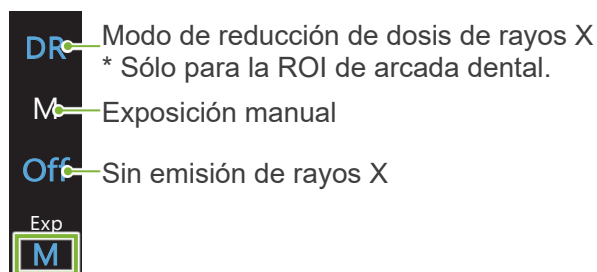 DR Modo de reducción de dosis de rayos X
* Sólo para la ROI de arcada dental.
M Exposición manual
Off Sin emisión de rayos X
Exp
M